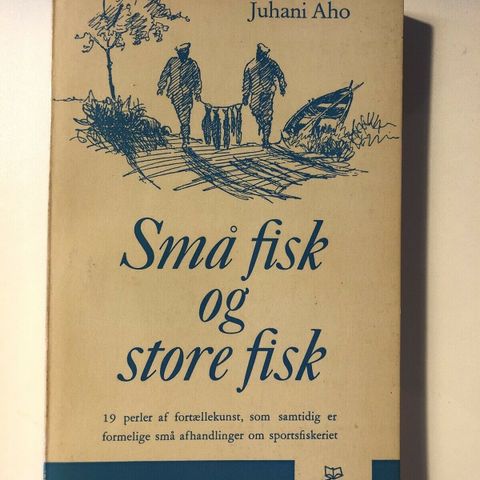 Juhani Aho
Små fisk
og
store fisk
19 perler af fortællekunst, som samtidig er
formelige små afhandlinger om sportsfiskeriet